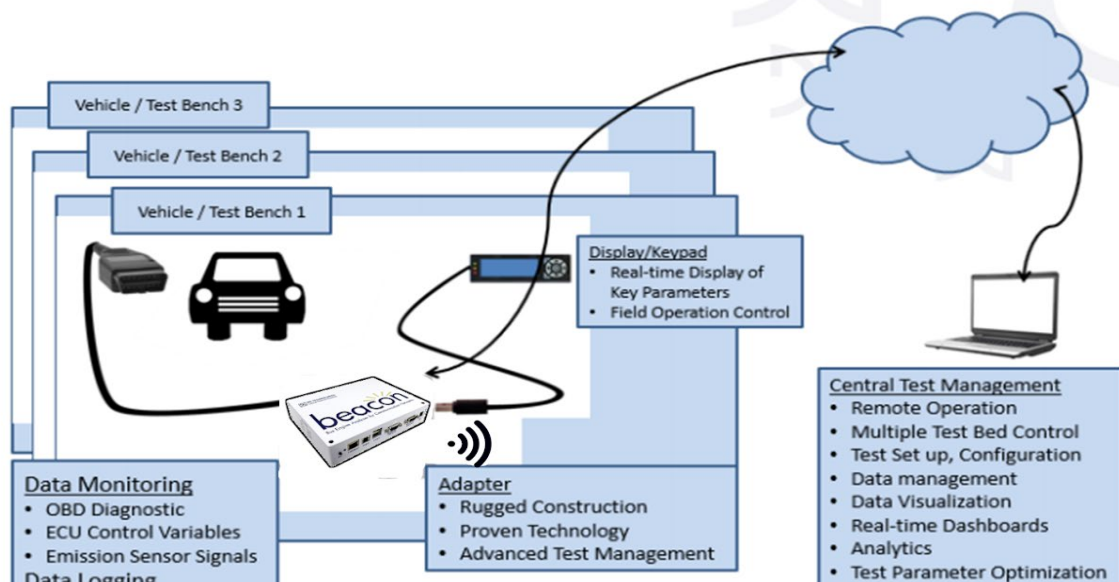 Vehicle / Test Bench 3
Vehicle / Test Bench 2
Vehicle / Test Bench 1
Display/Keypad
• Real-time Display of
Key Parameters
• Field Operation Control
beacon
Central Test Management
• Remote Operation
• Multiple Test Bed Control
• Test Set up, Configuration
• Data management
• Data Visualization
• Real-time Dashboards
• Analytics
• Test Parameter Optimization
Data Monitoring
• OBD Diagnostic
• ECU Control Variables
• Emission Sensor Signals
Data Logging
Adapter
• Rugged Construction
• Proven Technology
• Advanced Test Management